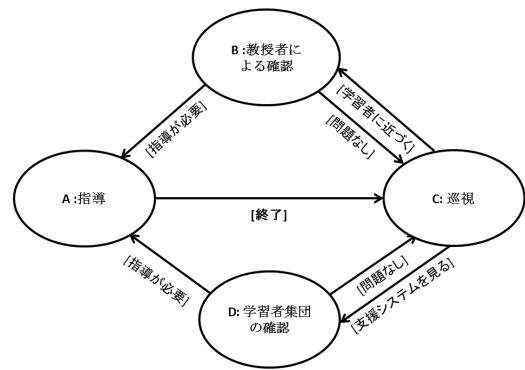 B :教授者に
よる確認
[指導が必要]
[学習者に近づく]
[問題なし]
A :指導
C: 巡視
[終了]
[指導が必要]
[問題なし]
[支援システムを見る]
D: 学習者集団
の確認